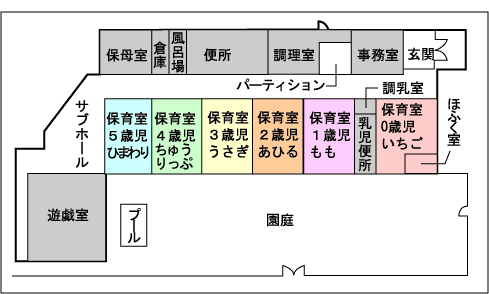 保母室
倉庫
風呂場
便所
調理室
事務室
玄関
パーティション
調乳室
サブホール
保育室
5歳児
ひまわり
保育室
4歳児
ちゅう
りっぷ
保育室
3歳児
うさぎ
保育室
2歳児
あひる
保育室
1歳児
もも
乳児便所
保育室
0歳児
いちご
ほふく室
遊戯室
プール
園庭